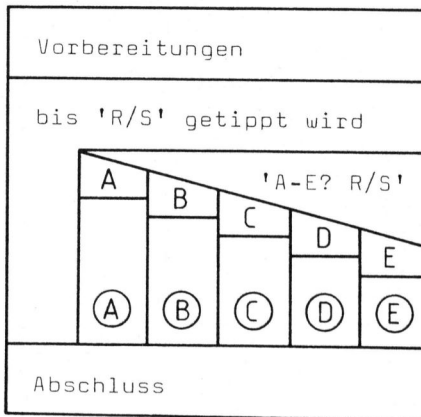 Vorbereitungen
bis 'R/S' getippt wird
'A-E? R/S'
A B C D E
A B C D E
Abschluss